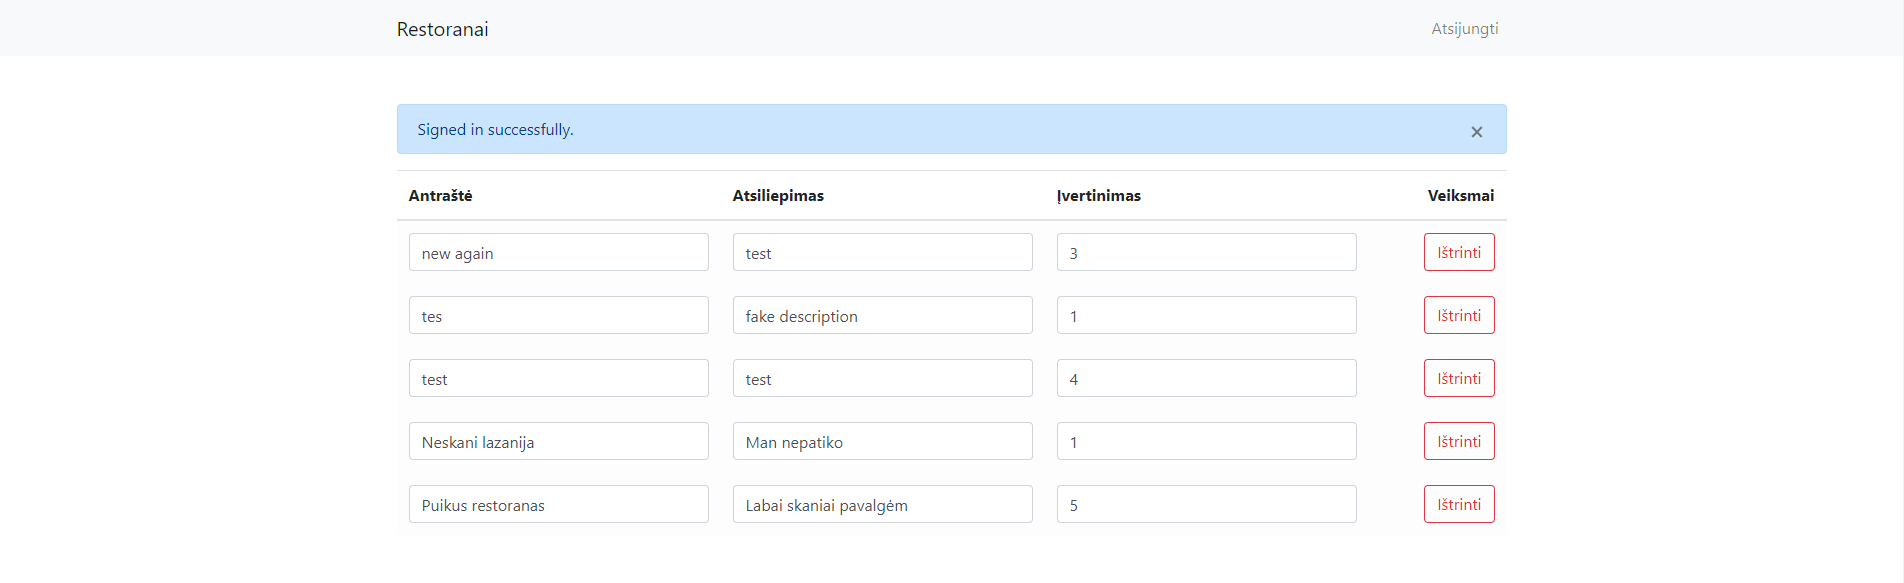 Restoranai Atsijungti
Signed in successfully. ×
Antraštė Atsiliepimas Įvertinimas Veiksmai
new again test 3 Ištrinti
tes fake description 1 Ištrinti
test test 4 Ištrinti
Neskani lazanija Man nepatiko 1 Ištrinti
Puikus restoranas Labai skaniai pavalgėm 5 Ištrinti